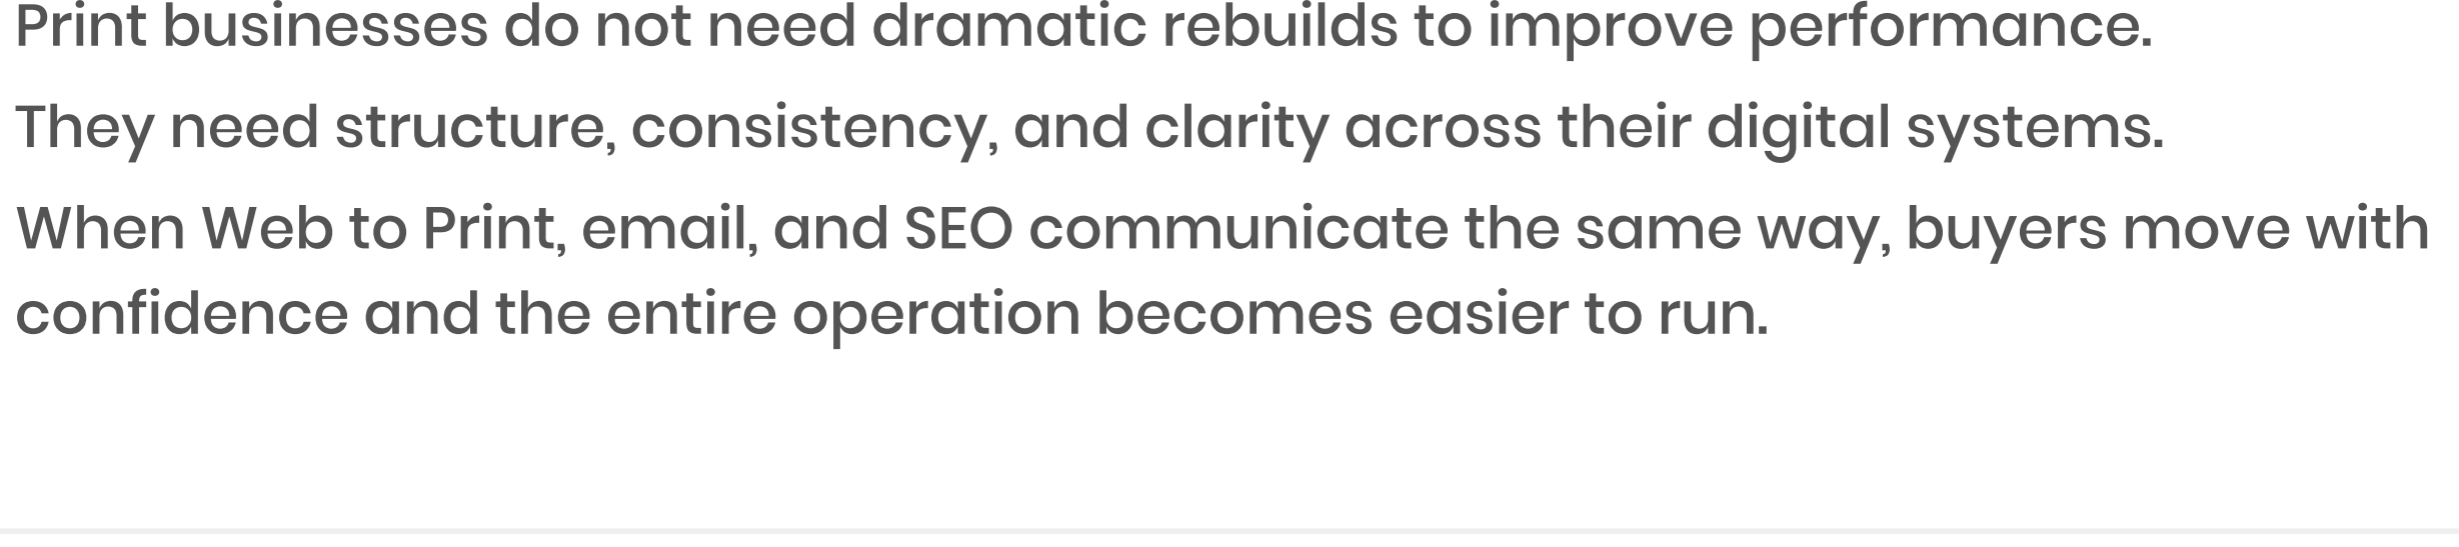 Print businesses do not need dramatic rebuilds to improve performance.
They need structure, consistency, and clarity across their digital systems.
When Web to Print, email, and SEO communicate the same way, buyers move with
confidence and the entire operation becomes easier to run.